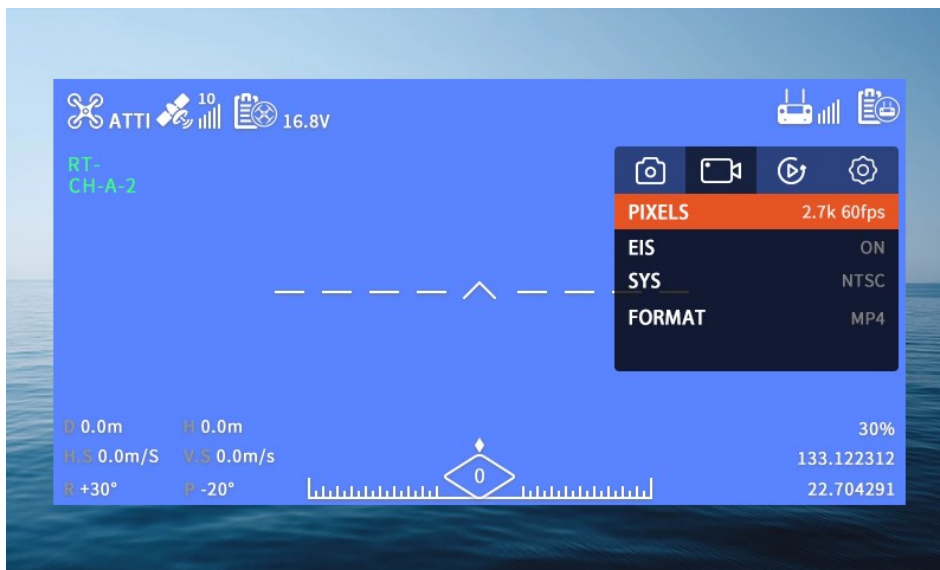 ATTI 10 16.8V
RT-
CH-A-2
PIXELS 2.7k 60fps
EIS ON
SYS NTSC
FORMAT MP4
D 0.0m H 0.0m
H.S 0.0m/S V.S 0.0m/s
R +30° P -20°
0
30%
133.122312
22.704291